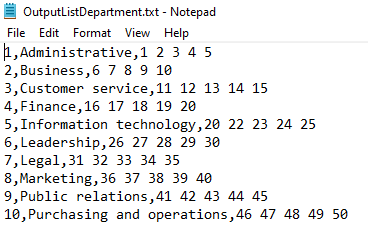 OutputListDepartment.txt - Notepad
File Edit Format View Help
1,Administrative,1 2 3 4 5
2,Business,6 7 8 9 10
3,Customer service,11 12 13 14 15
4,Finance,16 17 18 19 20
5,Information technology,20 22 23 24 25
6,Leadership,26 27 28 29 30
7,Legal,31 32 33 34 35
8,Marketing,36 37 38 39 40
9,Public relations,41 42 43 44 45
10,Purchasing and operations,46 47 48 49 50